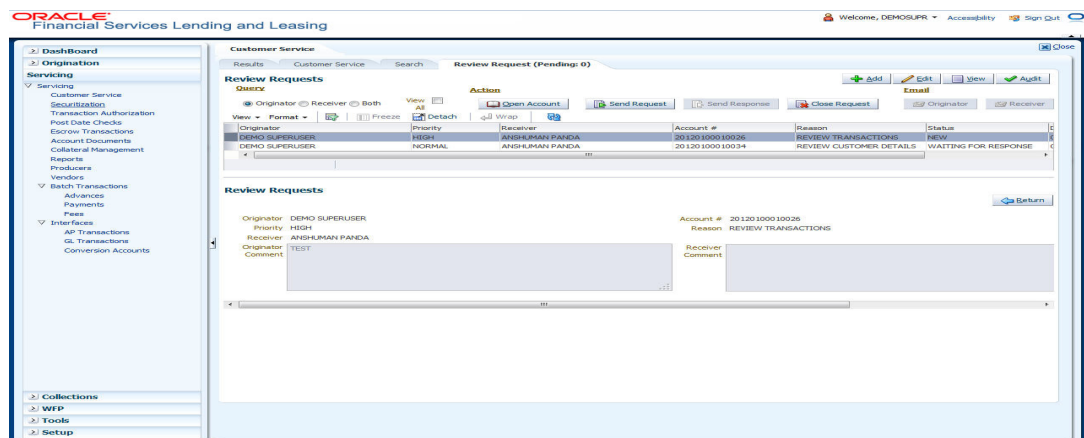 ORACLE
Financial Services Lending and Leasing
Welcome, DEMOSUPR Accessibility Sign Out
Close
DashBoard
Origination
Servicing
Servicing
Customer Service
Securitization
Transaction Authorization
Post Date Checks
Escrow Transactions
Account Documents
Collateral Management
Reports
Producers
Vendors
Batch Transactions
Advances
Payments
Fees
Interfaces
AP Transactions
GL Transactions
Conversion Accounts
Collections
WFP
Tools
Setup
Customer Service
Results Customer Service Search Review Request (Pending: 0)
Review Requests
Add Edit View Audit
Query Action Email
Originator Receiver Both View All Open Account Send Request Send Response Close Request Originator Receiver
View Format Freeze Detach Wrap
Originator Priority Receiver Account # Reason Status
DEMO SUPERUSER HIGH ANSHUMAN PANDA 20120100010026 REVIEW TRANSACTIONS NEW
DEMO SUPERUSER NORMAL ANSHUMAN PANDA 20120100010034 REVIEW CUSTOMER DETAILS WAITING FOR RESPONSE
Review Requests
Return
Originator DEMO SUPERUSER Account # 20120100010026
Priority HIGH Reason REVIEW TRANSACTIONS
Receiver ANSHUMAN PANDA
Originator Comment TEST Receiver Comment